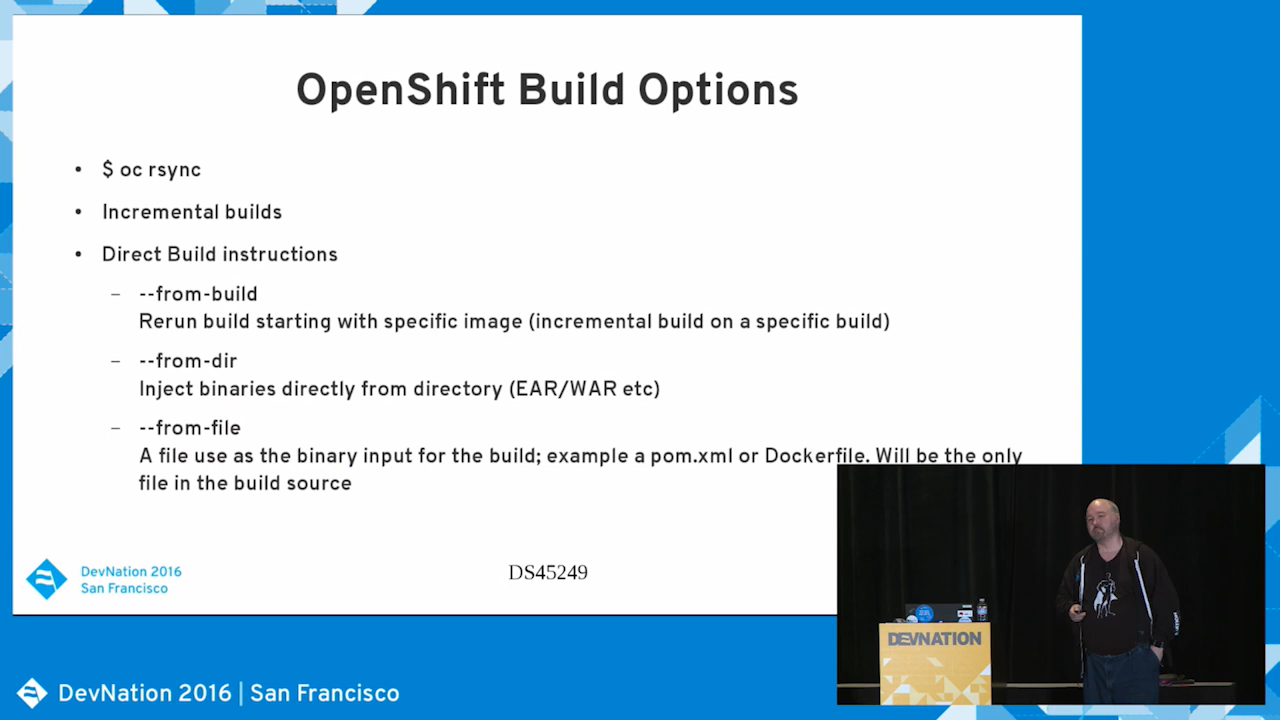 OpenShift Build Options
• $ oc rsync
• Incremental builds
• Direct Build instructions
– --from-build
Rerun build starting with specific image (incremental build on a specific build)
– --from-dir
Inject binaries directly from directory (EAR/WAR etc)
– --from-file
A file use as the binary input for the build; example a pom.xml or Dockerfile. Will be the only
file in the build source
DevNation 2016
San Francisco
DS45249
DEVNATION
DevNation 2016 | San Francisco